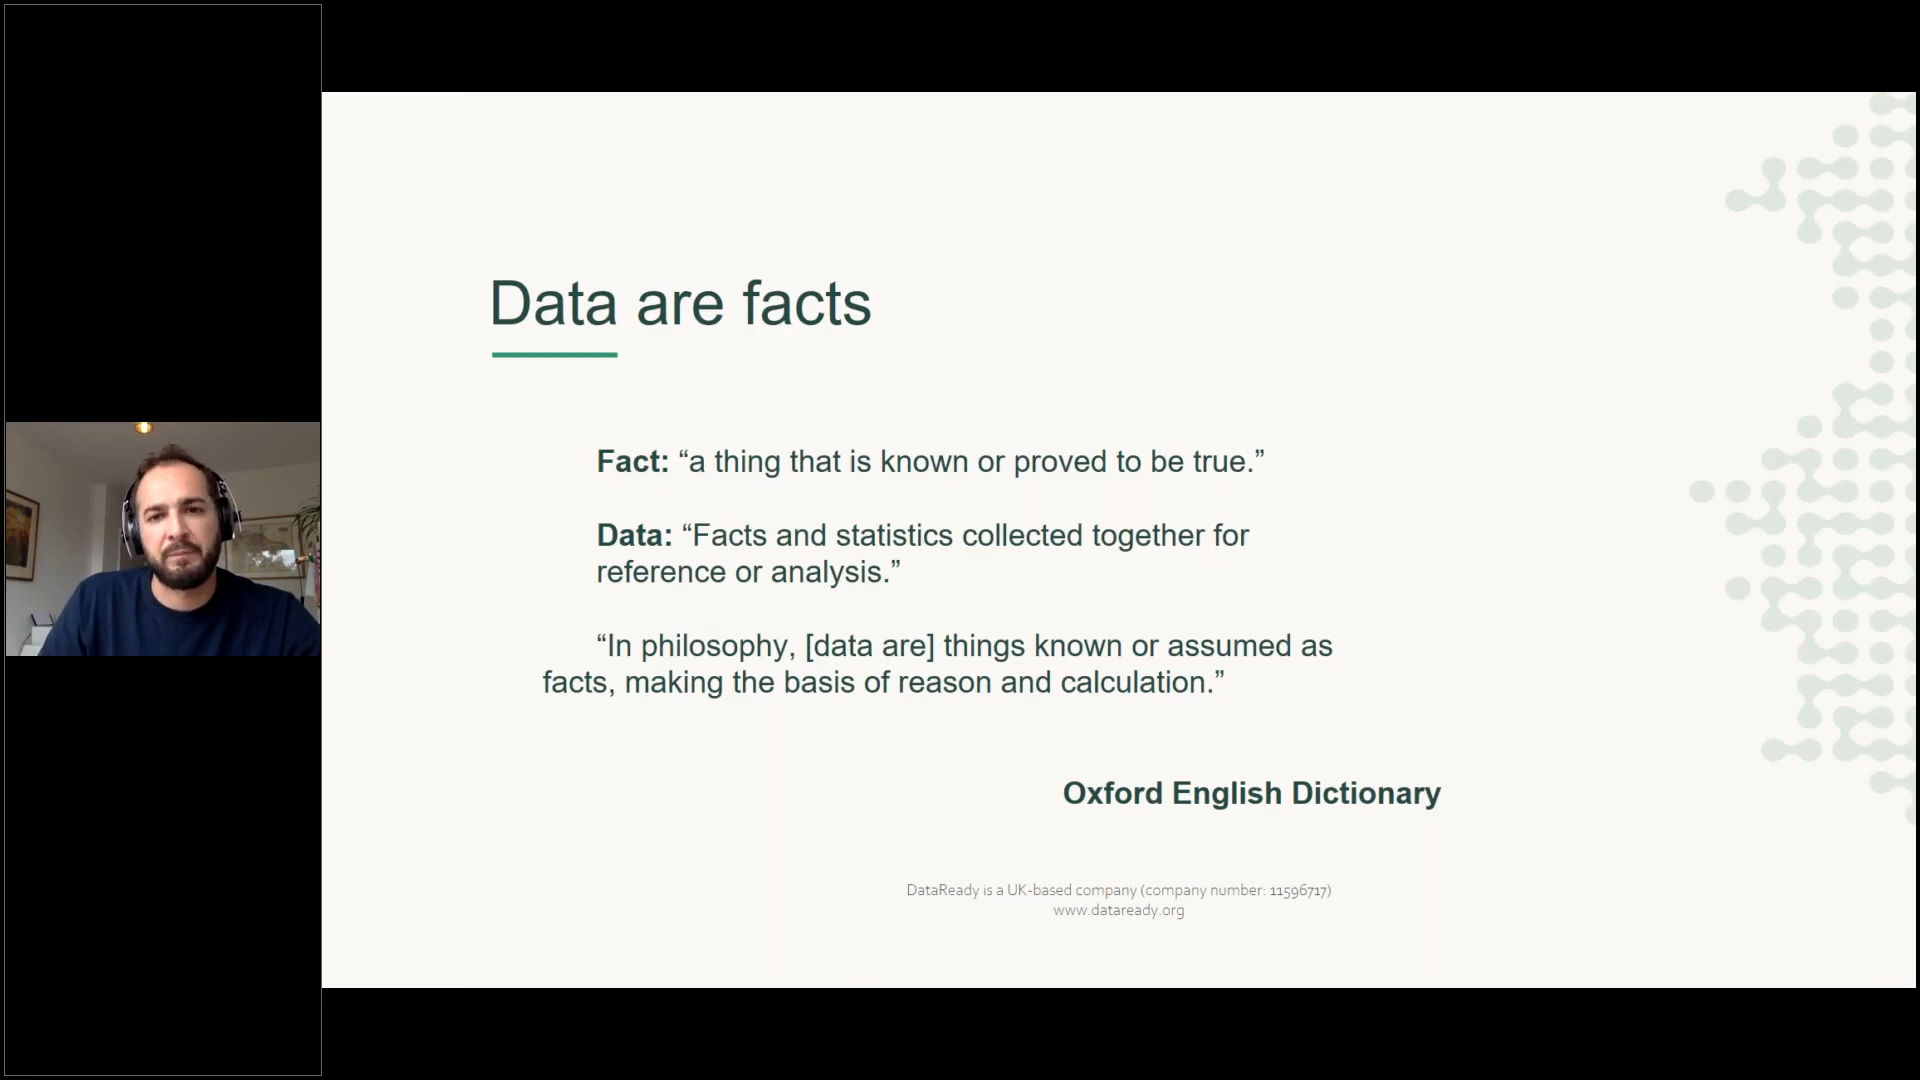 Data are facts
Fact: “a thing that is known or proved to be true.”
Data: “Facts and statistics collected together for
reference or analysis.”
“In philosophy, [data are] things known or assumed as
facts, making the basis of reason and calculation.”
Oxford English Dictionary
DataReady is a UK-based company (company number: 11596717)
www.dataready.org